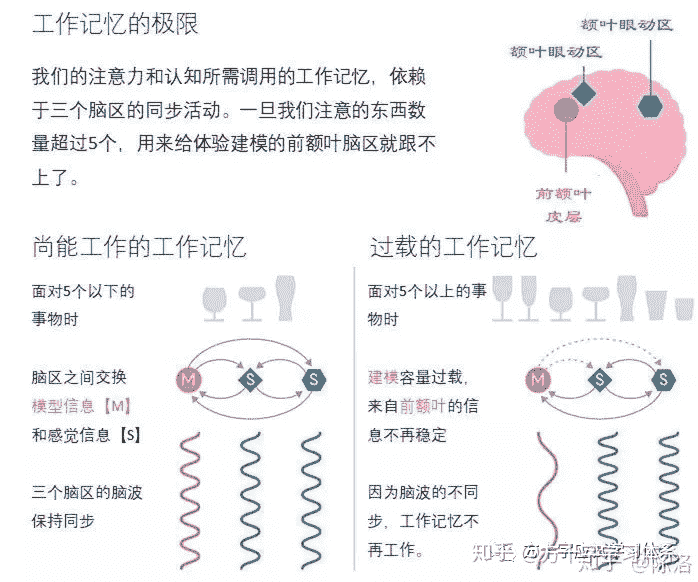 工作记忆的极限
我们的注意力和认知所需调用的工作记忆，依赖
于三个脑区的同步活动。一旦我们注意的东西数
量超过5个，用来给体验建模的前额叶脑区就跟不
上了。
额叶眼动区
额叶眼动区
前额叶
皮层
尚能工作的工作记忆
面对5个以下的
事物时
M S S
脑区之间交换
模型信息【M】
和感觉信息【S】
三个脑区的脑波
保持同步
过载的工作记忆
面对5个以上的事
物时
M S S
建模容量过载，
来自前额叶的信
息不再稳定
因为脑波的不同
步，工作记忆不
再工作。
知乎
知乎 @陈洛